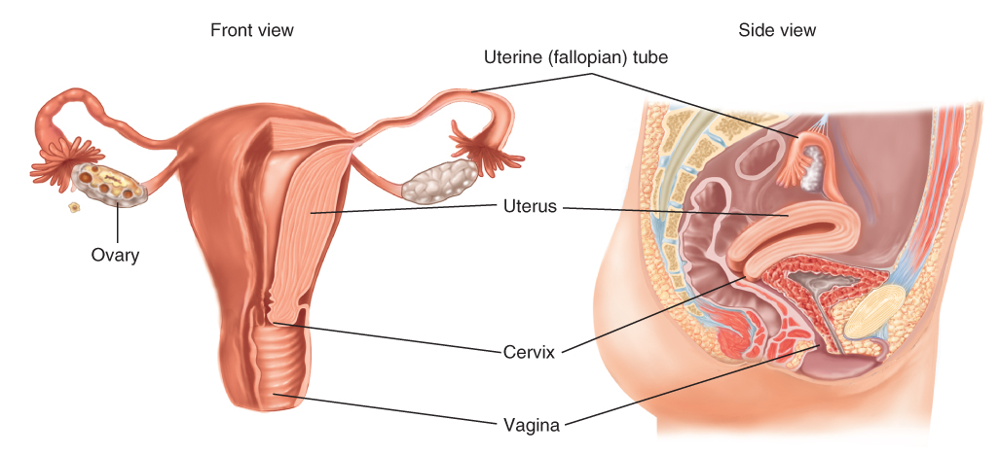 Front view
Side view
Uterine (fallopian) tube
Uterus
Ovary
Cervix
Vagina